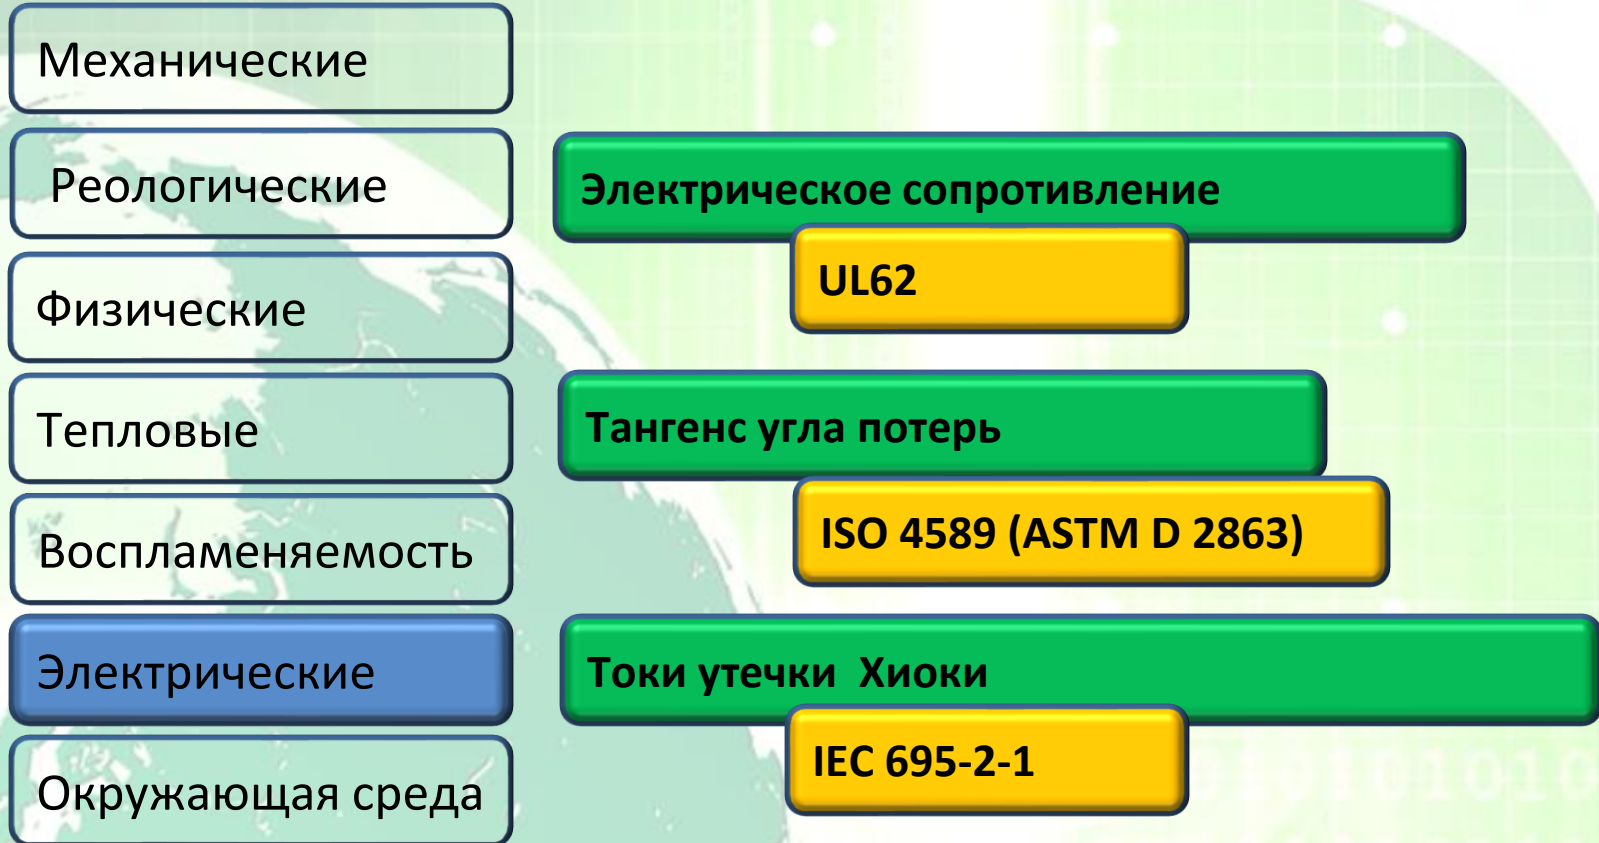 Механические
Реологические
Физические
Тепловые
Воспламеняемость
Электрические
Окружающая среда
Электрическое сопротивление
UL62
Тангенс угла потерь
ISO 4589 (ASTM D 2863)
Токи утечки Хиоки
IEC 695-2-1
01010101010